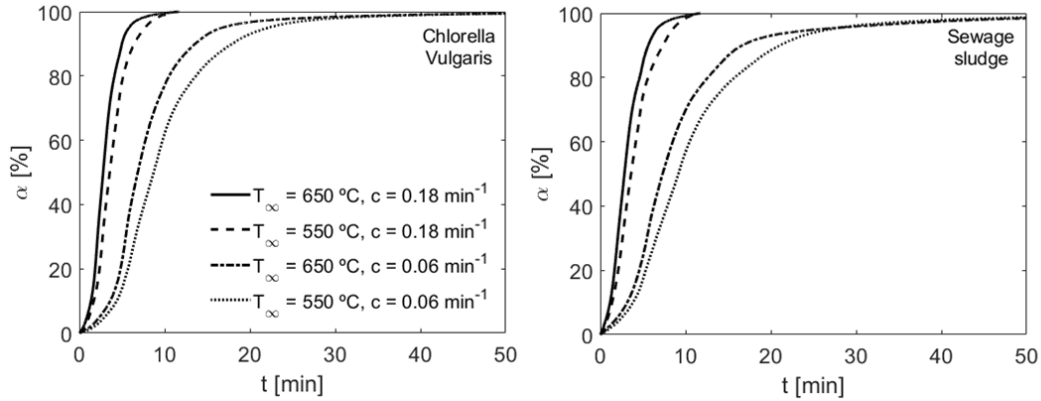 100
80
60
40
20
0
α [%]
Chlorella
Vulgaris
T∞ = 650 ºC, c = 0.18 min⁻¹
T∞ = 550 ºC, c = 0.18 min⁻¹
T∞ = 650 ºC, c = 0.06 min⁻¹
T∞ = 550 ºC, c = 0.06 min⁻¹
0 10 20 30 40 50
t [min]
100
80
60
40
20
0
α [%]
Sewage
sludge
0 10 20 30 40 50
t [min]